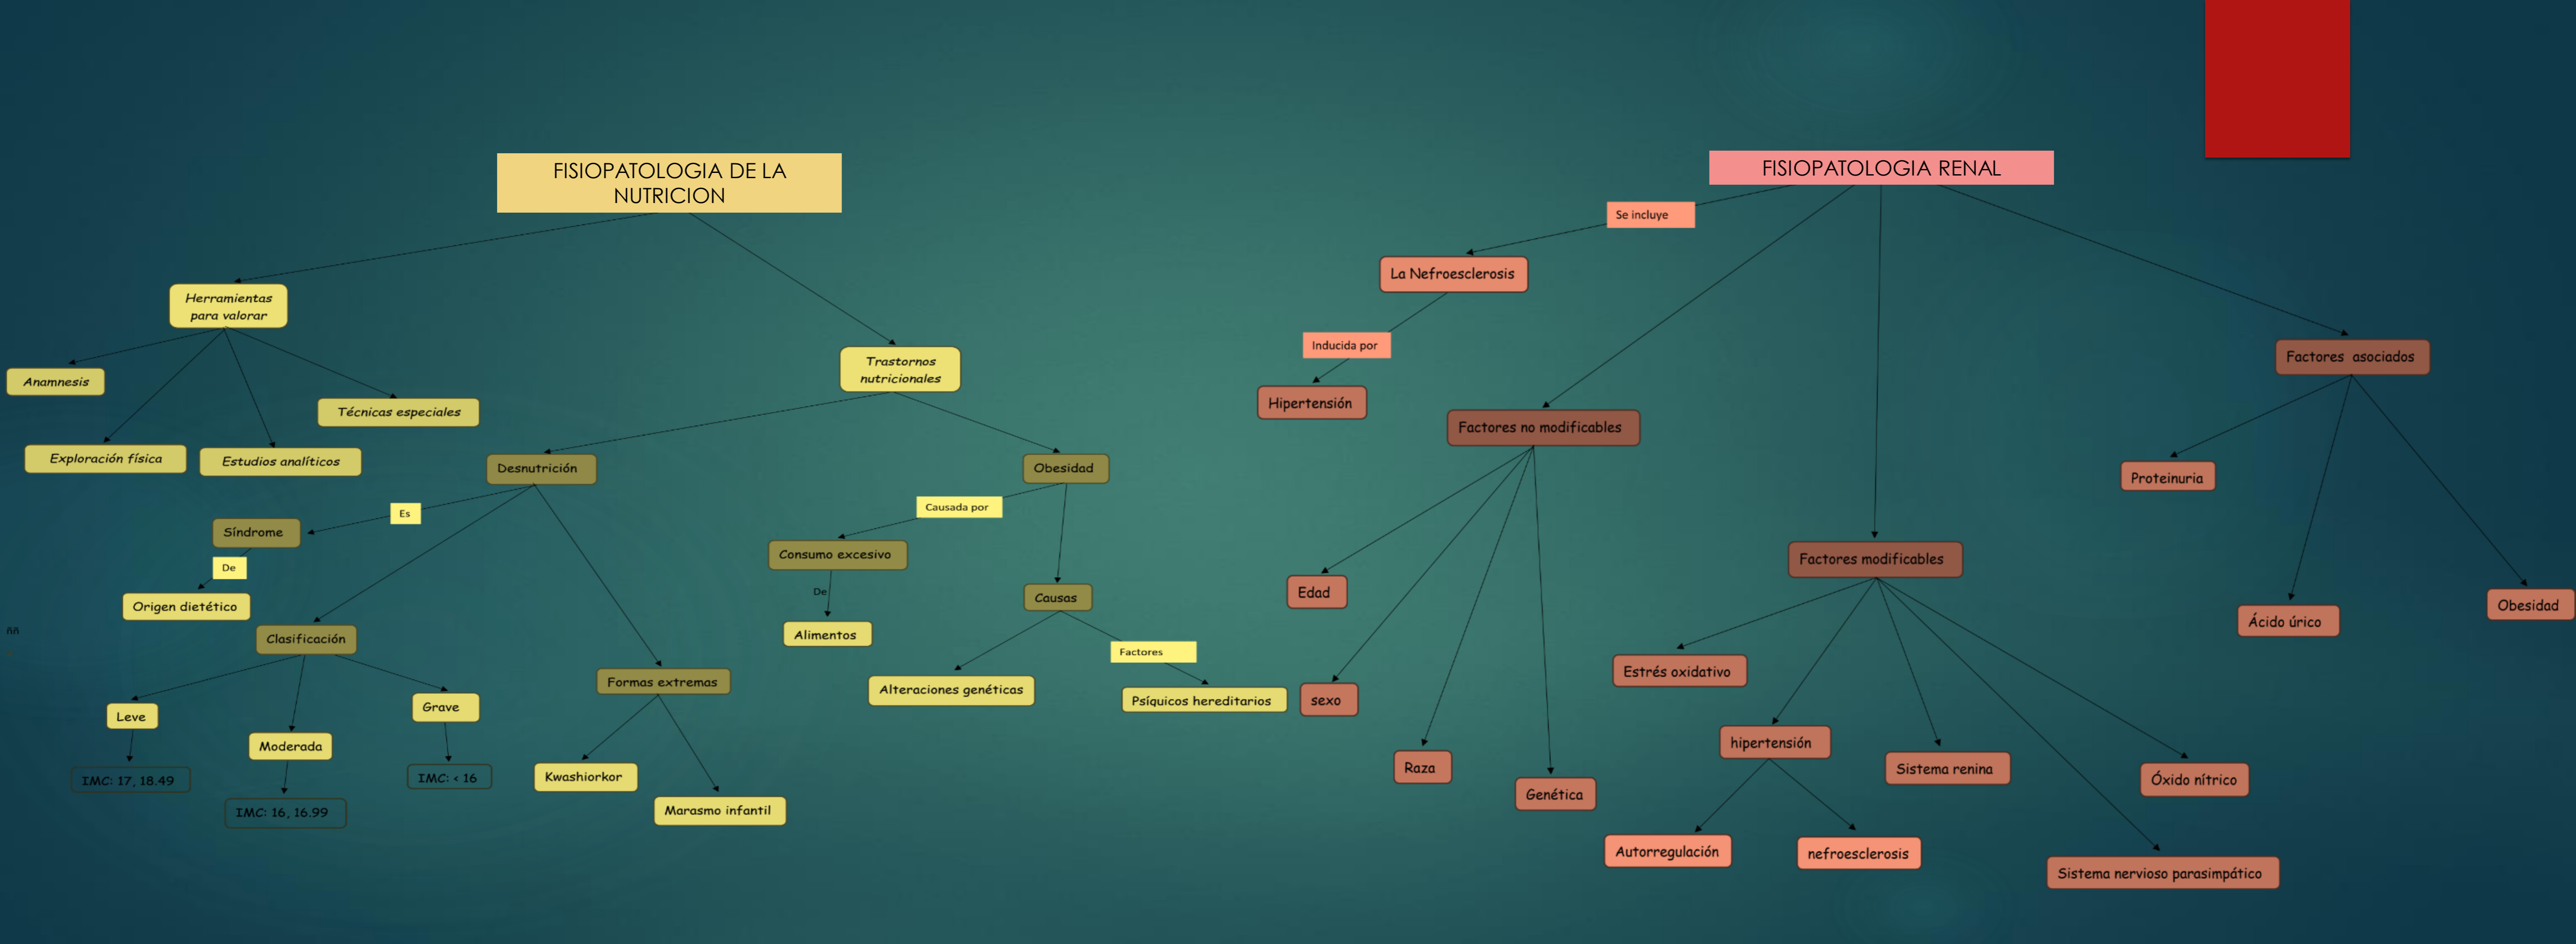 FISIOPATOLOGIA DE LA
NUTRICION
Herramientas
para valorar
Anamnesis
Técnicas especiales
Exploración física
Estudios analíticos
Trastornos
nutricionales
Desnutrición
Obesidad
Es
Síndrome
De
Origen dietético
Causada por
Consumo excesivo
De
Alimentos
Causas
Factores
Alteraciones genéticas
Psíquicos hereditarios
ññ
Clasificación
Leve
Moderada
Grave
IMC: 17, 18.49
IMC: 16, 16.99
IMC: < 16
Formas extremas
Kwashiorkor
Marasmo infantil
FISIOPATOLOGIA RENAL
Se incluye
La Nefroesclerosis
Inducida por
Hipertensión
Factores no modificables
Edad
sexo
Raza
Genética
Factores modificables
Estrés oxidativo
hipertensión
Autorregulación
nefroesclerosis
Sistema renina
Óxido nítrico
Sistema nervioso parasimpático
Factores asociados
Proteinuria
Ácido úrico
Obesidad